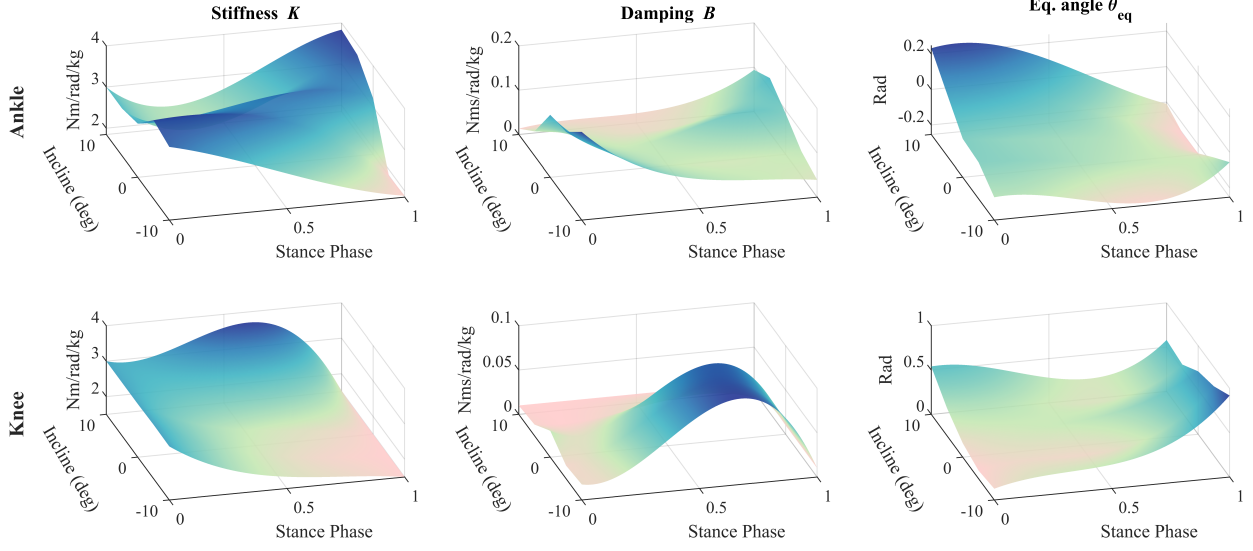 Stiffness K
Damping B
Eq. angle θeq
Ankle
Nm/rad/kg
4
3
2
10
0
-10
Incline (deg)
0
0.5
1
Stance Phase
Nms/rad/kg
0.2
0.1
0
10
0
-10
Incline (deg)
0
0.5
1
Stance Phase
Rad
0.2
0
-0.2
10
0
-10
Incline (deg)
0
0.5
1
Stance Phase
Knee
Nm/rad/kg
4
3
2
10
0
-10
Incline (deg)
0
0.5
1
Stance Phase
Nms/rad/kg
0.1
0.05
0
10
0
-10
Incline (deg)
0
0.5
1
Stance Phase
Rad
1
0.5
0
10
0
-10
Incline (deg)
0
0.5
1
Stance Phase